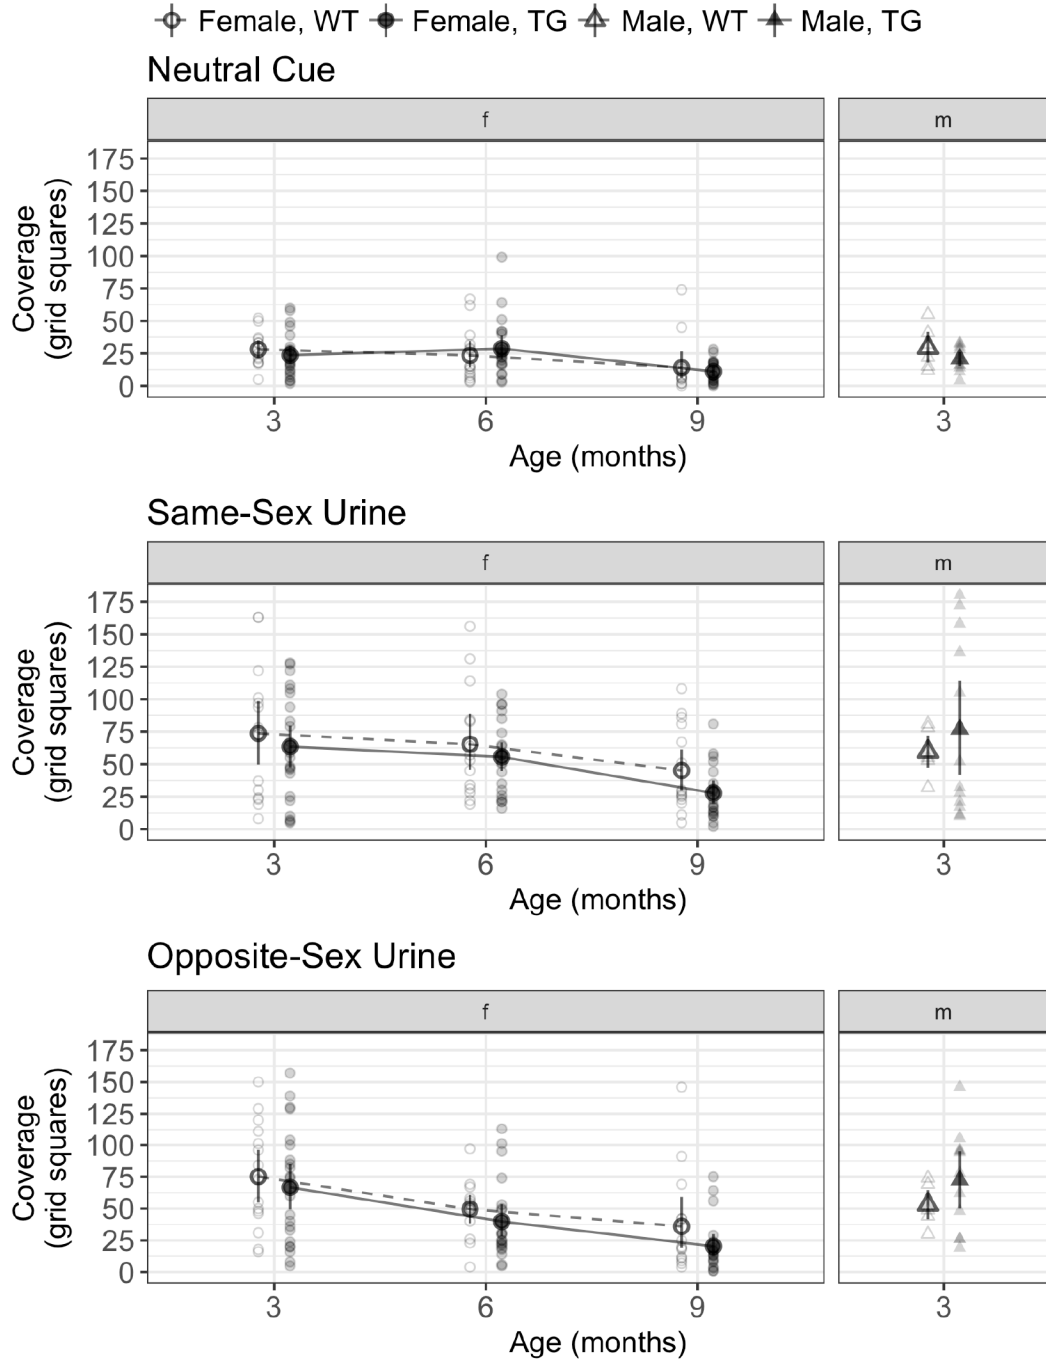 Female, WT Female, TG Male, WT Male, TG
Neutral Cue
f m
175
150
125
100
75
50
25
0
Coverage
(grid squares)
3 6 9 3
Age (months)
Same-Sex Urine
f m
175
150
125
100
75
50
25
0
Coverage
(grid squares)
3 6 9 3
Age (months)
Opposite-Sex Urine
f m
175
150
125
100
75
50
25
0
Coverage
(grid squares)
3 6 9 3
Age (months)